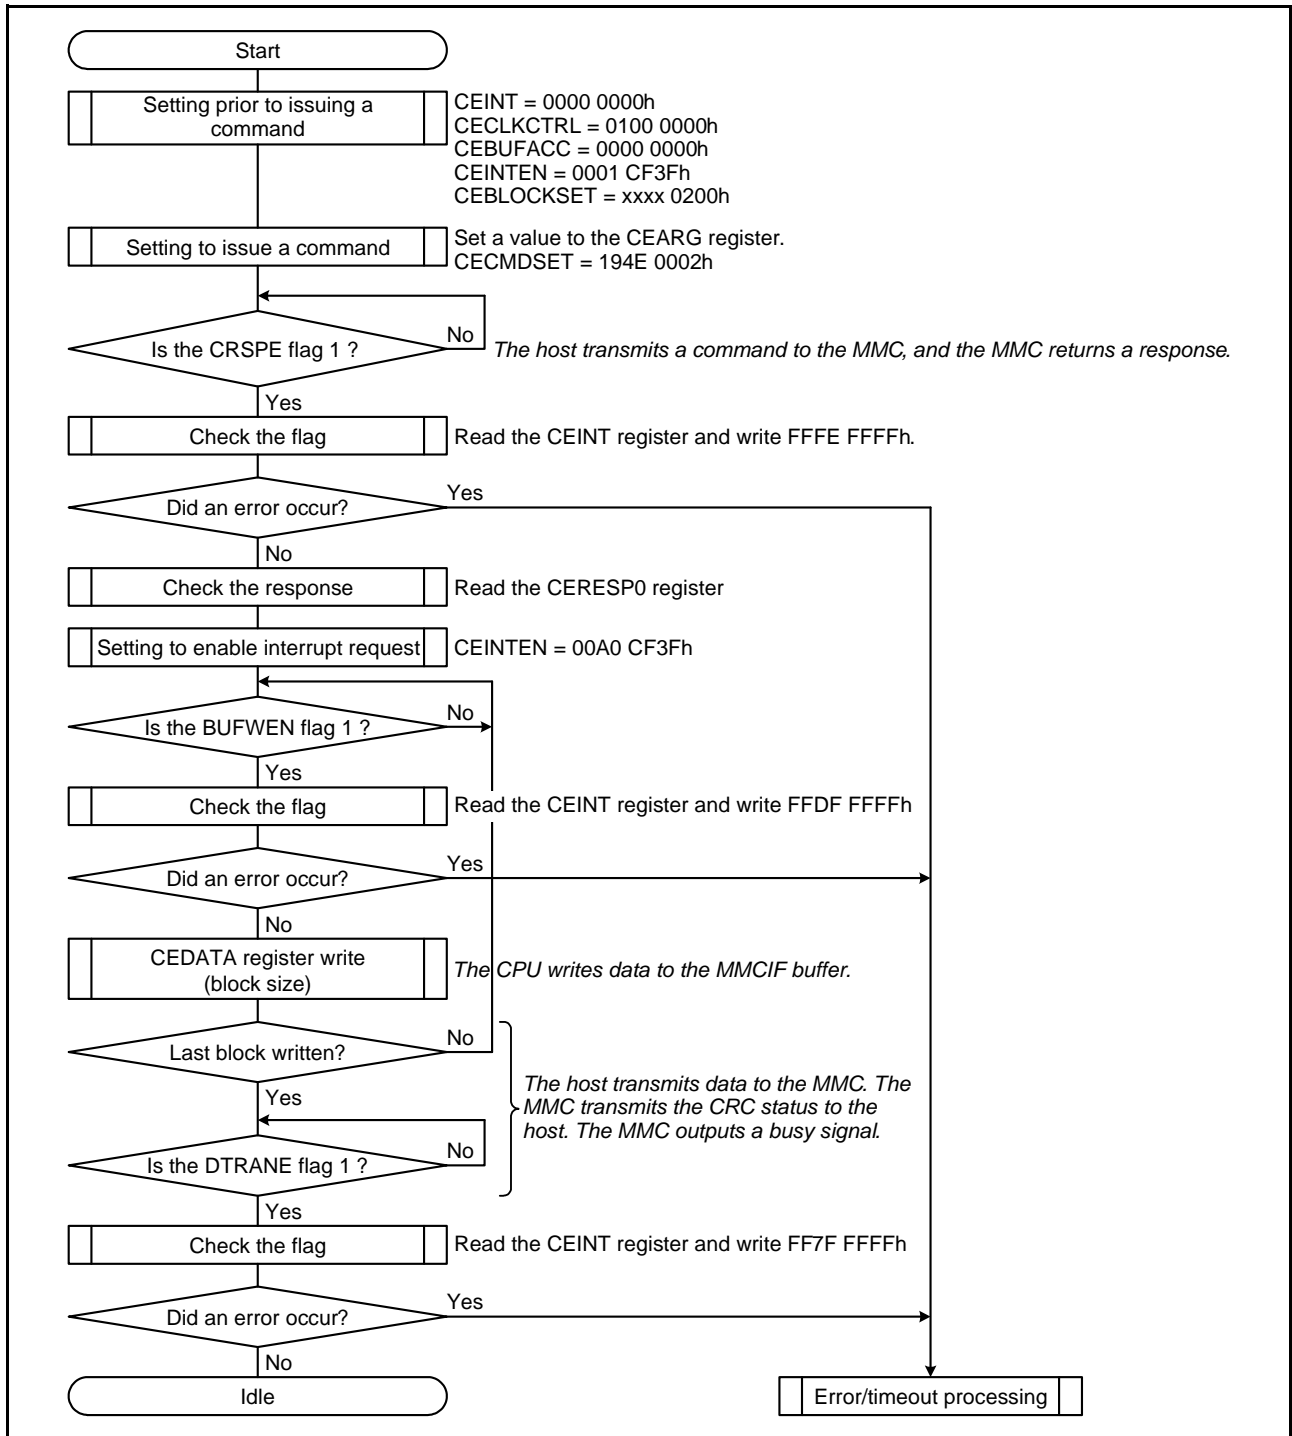 Start
Setting prior to issuing a
command
CEINT = 0000 0000h
CECLKCTRL = 0100 0000h
CEBUFACC = 0000 0000h
CEINTEN = 0001 CF3Fh
CEBLOCKSET = xxxx 0200h
Setting to issue a command
Set a value to the CEARG register.
CECMDSET = 194E 0002h
Is the CRSPE flag 1 ?
No
The host transmits a command to the MMC, and the MMC returns a response.
Yes
Check the flag
Read the CEINT register and write FFFE FFFFh.
Did an error occur?
Yes
No
Check the response
Read the CERESP0 register
Setting to enable interrupt request
CEINTEN = 00A0 CF3Fh
Is the BUFWEN flag 1 ?
No
Yes
Check the flag
Read the CEINT register and write FFDF FFFFh
Did an error occur?
Yes
No
CEDATA register write
(block size)
The CPU writes data to the MMCIF buffer.
Last block written?
No
Yes
The host transmits data to the MMC. The
MMC transmits the CRC status to the
host. The MMC outputs a busy signal.
Is the DTRANE flag 1 ?
No
Yes
Check the flag
Read the CEINT register and write FF7F FFFFh
Did an error occur?
Yes
No
Idle
Error/timeout processing